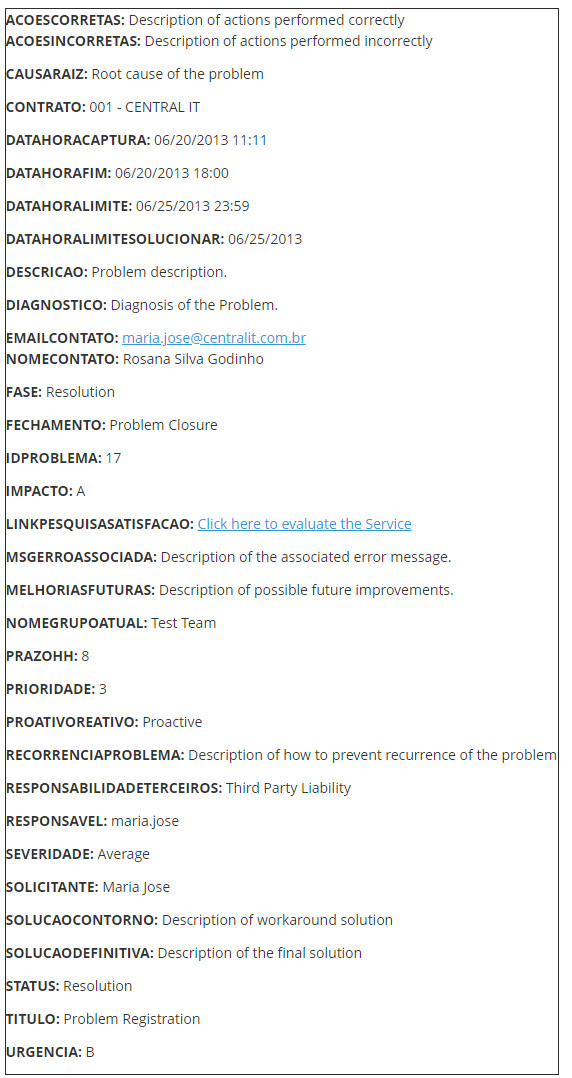 ACOESCORRETAS: Description of actions performed correctly
ACOESINCORRETAS: Description of actions performed incorrectly
CAUSARAIZ: Root cause of the problem
CONTRATO: 001 - CENTRAL IT
DATAHORACAPTURA: 06/20/2013 11:11
DATAHORAFIM: 06/20/2013 18:00
DATAHORALIMITE: 06/25/2013 23:59
DATAHORALIMITESOLUCIONAR: 06/25/2013
DESCRICAO: Problem description.
DIAGNOSTICO: Diagnosis of the Problem.
EMAILCONTATO: maria.jose@centralit.com.br
NOMECONTATO: Rosana Silva Godinho
FASE: Resolution
FECHAMENTO: Problem Closure
IDPROBLEMA: 17
IMPACTO: A
LINKPESQUISASATISFACAO: Click here to evaluate the Service
MSGERROASSOCIADA: Description of the associated error message.
MELHORIASFUTURAS: Description of possible future improvements.
NOMEGRUPOATUAL: Test Team
PRAZOHH: 8
PRIORIDADE: 3
PROATIVOREATIVO: Proactive
RECORRENCIAPROBLEMA: Description of how to prevent recurrence of the problem
RESPONSABILIDADETERCEIROS: Third Party Liability
RESPONSAVEL: maria.jose
SEVERIDADE: Average
SOLICITANTE: Maria Jose
SOLUCAOCONTORNO: Description of workaround solution
SOLUCAODEFINITIVA: Description of the final solution
STATUS: Resolution
TITULO: Problem Registration
URGENCIA: B